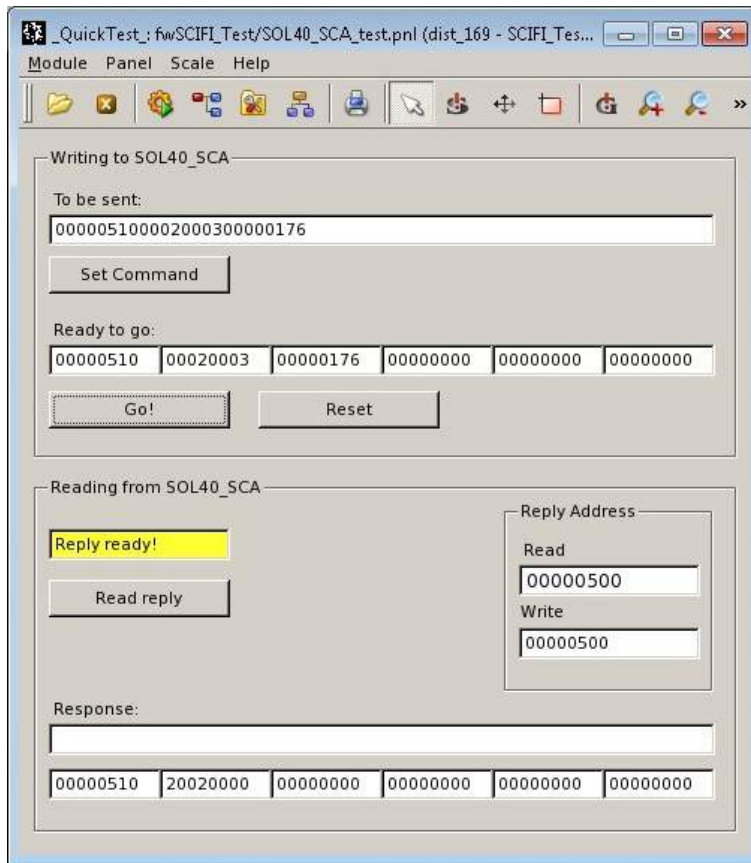 _QuickTest_: fwSCIFI_Test/SOL40_SCA_test.pnl (dist_169 - SCIFI_Tes...
Module Panel Scale Help
»
Writing to SOL40_SCA
To be sent:
000005100002000300000176
Set Command
Ready to go:
00000510 00020003 00000176 00000000 00000000 00000000
Go! Reset
Reading from SOL40_SCA
Reply Address
Reply ready!
Read
00000500
Read reply
Write
00000500
Response:
00000510 20020000 00000000 00000000 00000000 00000000